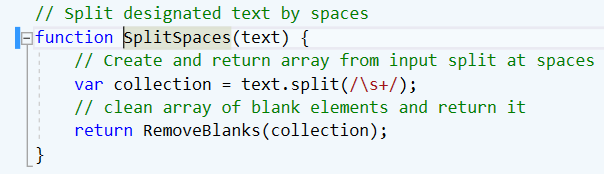 // Split designated text by spaces
function SplitSpaces(text) {
// Create and return array from input split at spaces
var collection = text.split(/\s+/);
// clean array of blank elements and return it
return RemoveBlanks(collection);
}